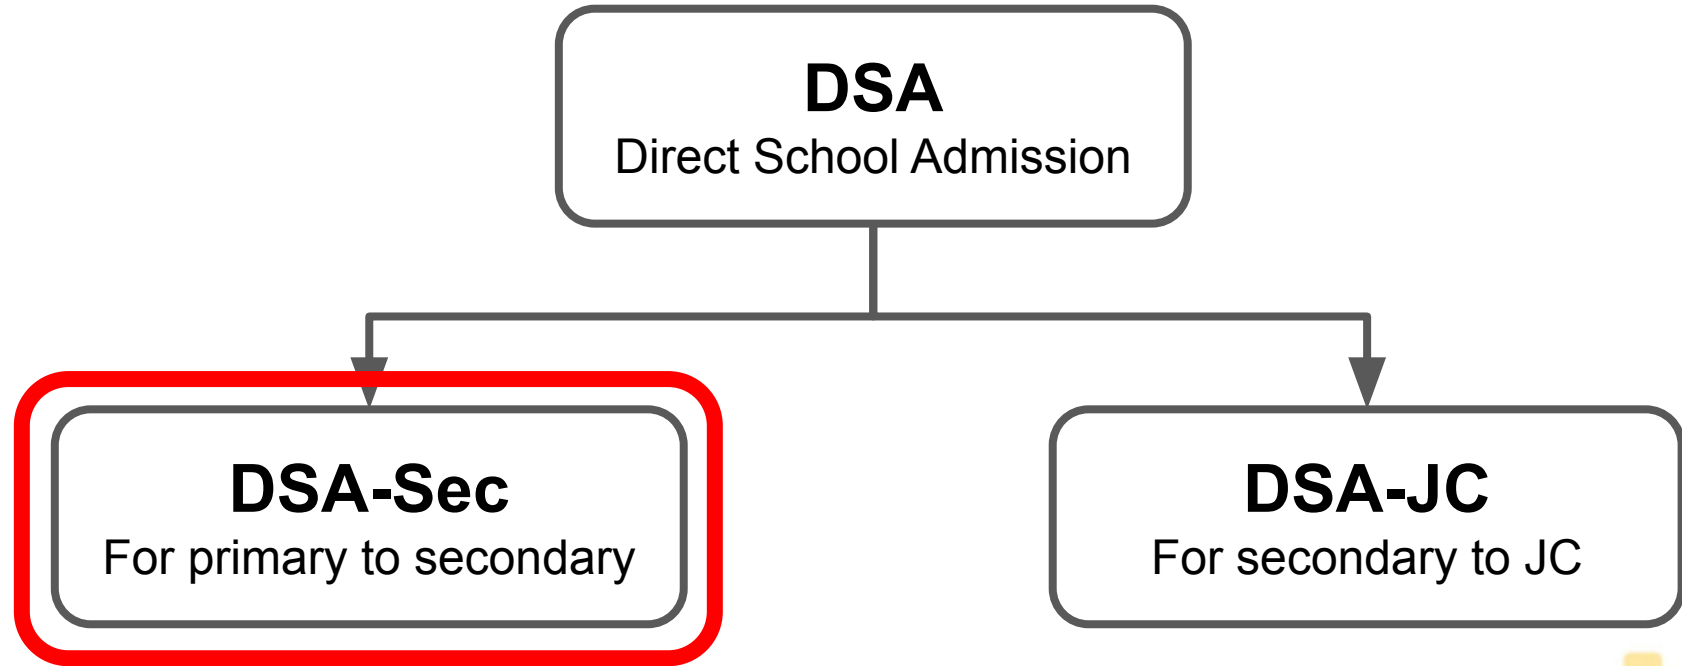 DSA
Direct School Admission
DSA-Sec
For primary to secondary
DSA-JC
For secondary to JC